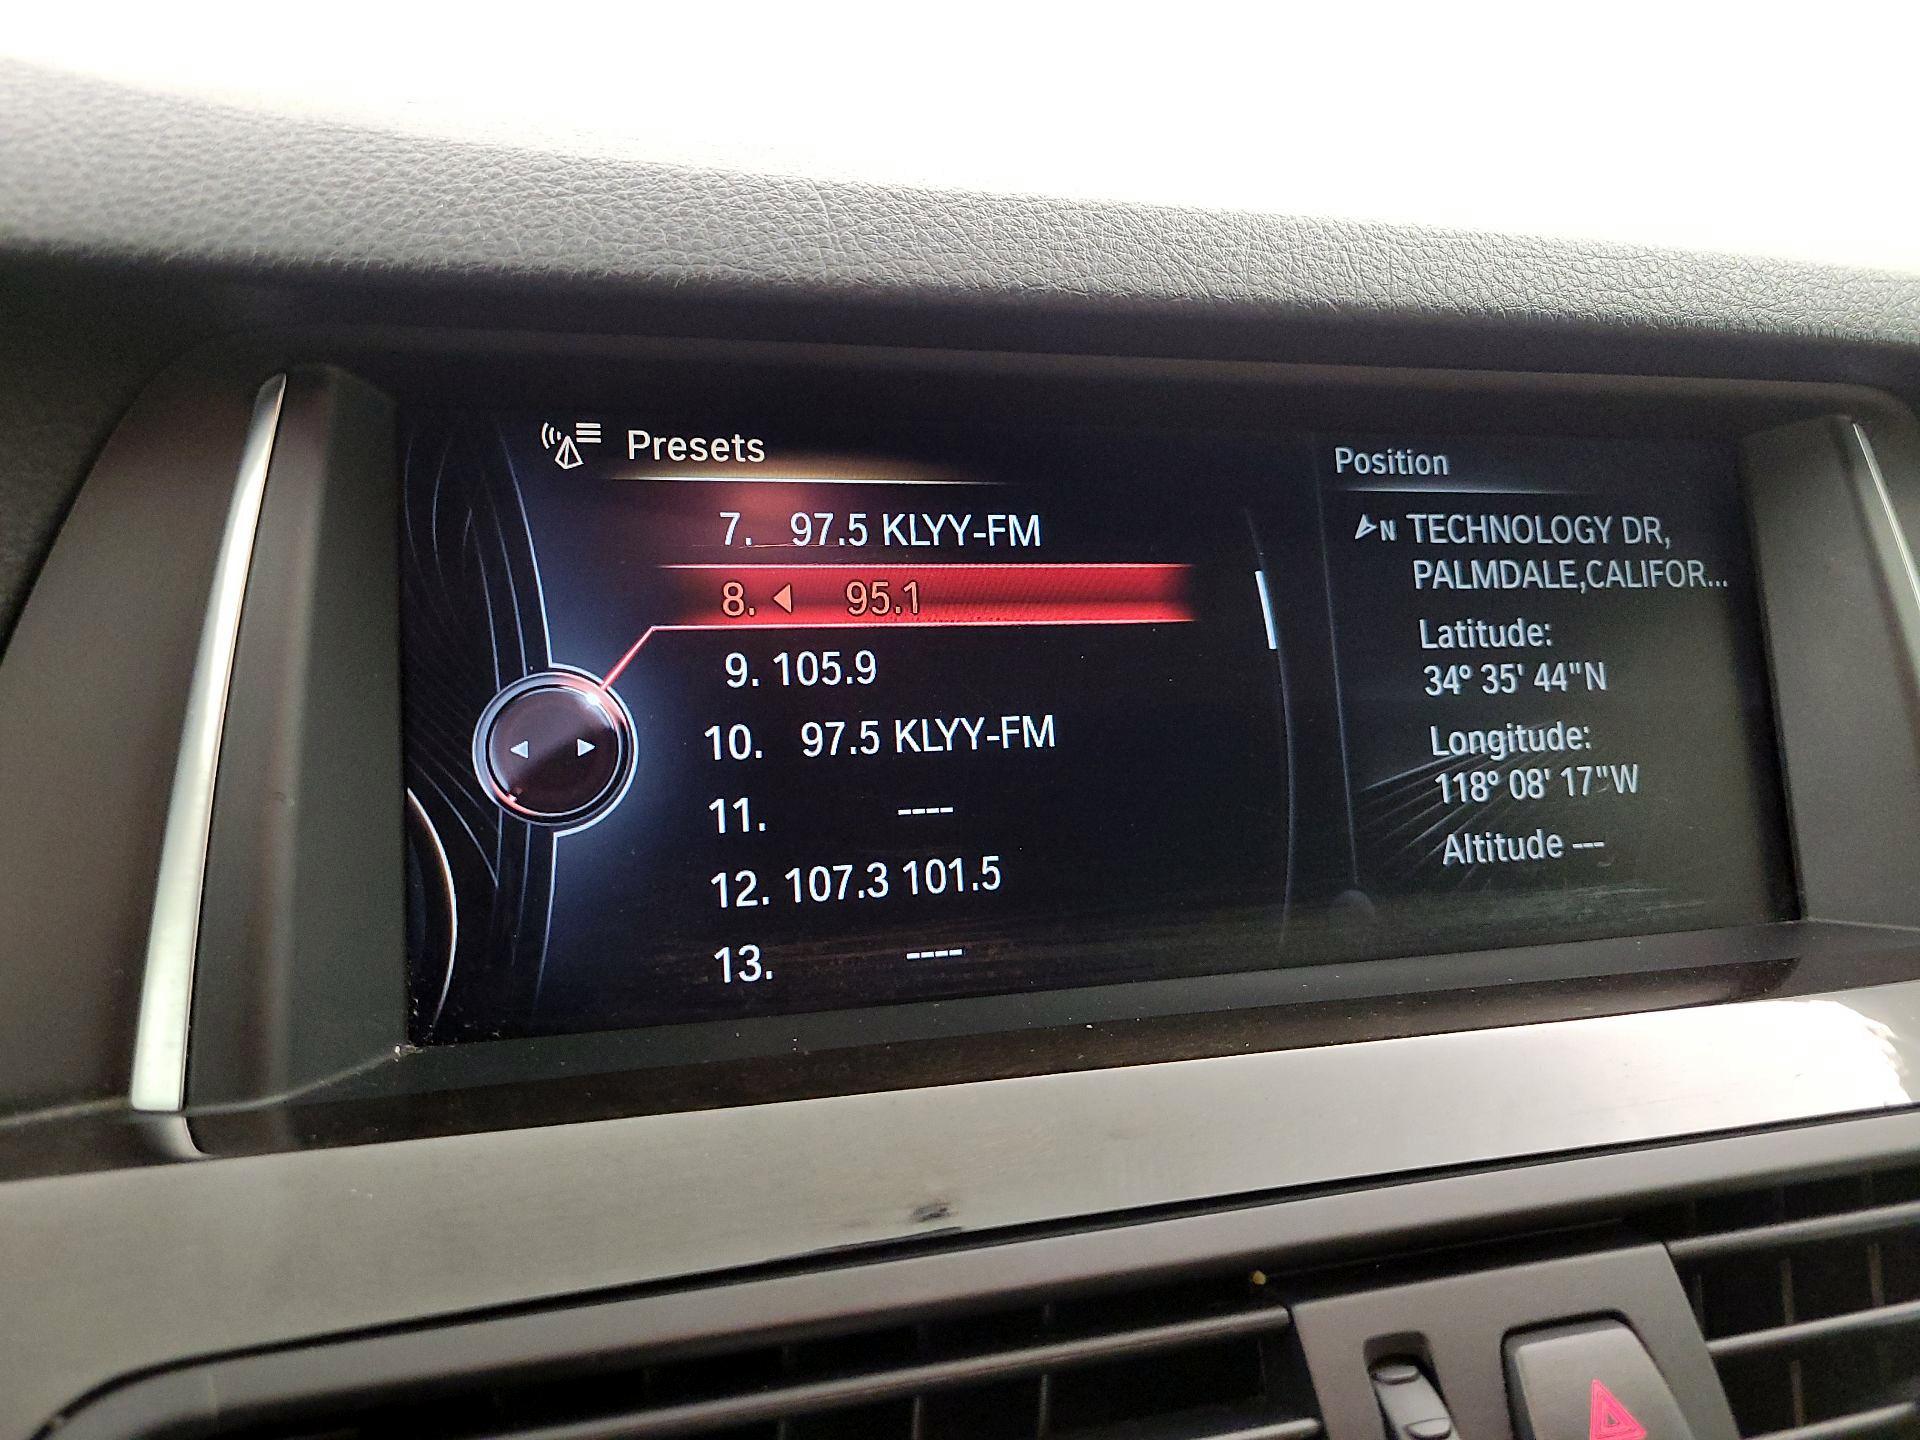 Presets
7. 97.5 KLYY-FM
8. ◄ 95.1
9. 105.9
10. 97.5 KLYY-FM
11. ----
12. 107.3 101.5
13. ----
Position
N TECHNOLOGY DR,
PALMDALE,CALIFOR...
Latitude:
34° 35' 44"N
Longitude:
118° 08' 17"W
Altitude ---